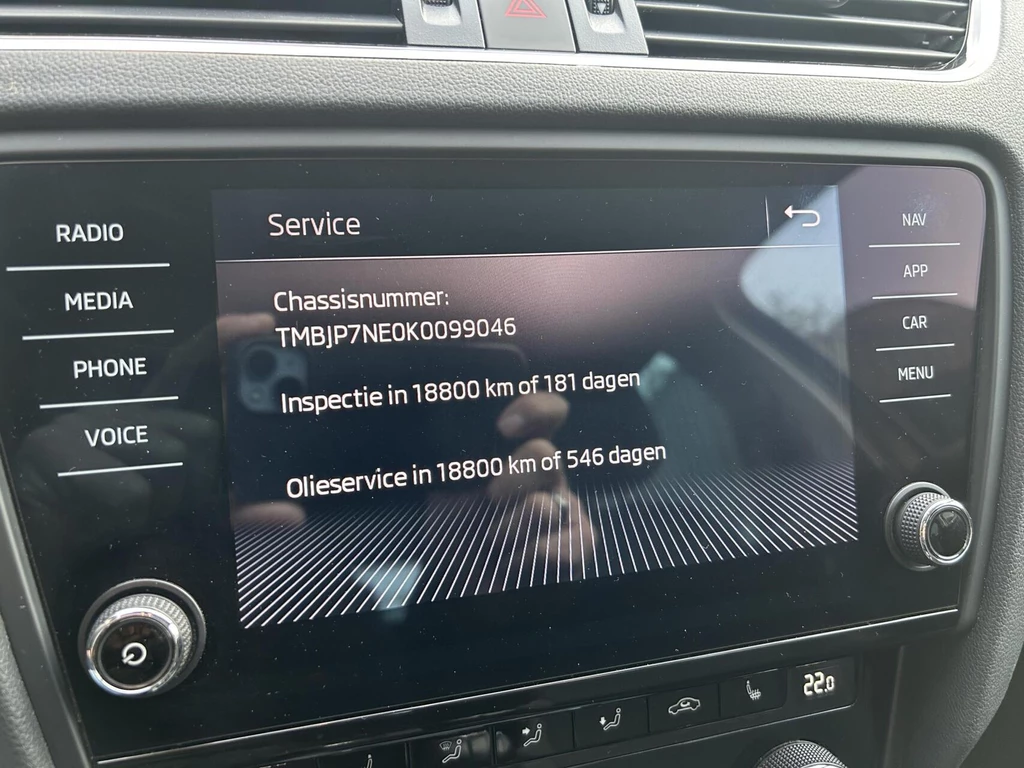 Service
RADIO
MEDIA
PHONE
VOICE
Chassisnummer:
TMBJP7NE0K0099046
Inspectie in 18800 km of 181 dagen
Olieservice in 18800 km of 546 dagen
NAV
APP
CAR
MENU
22.0